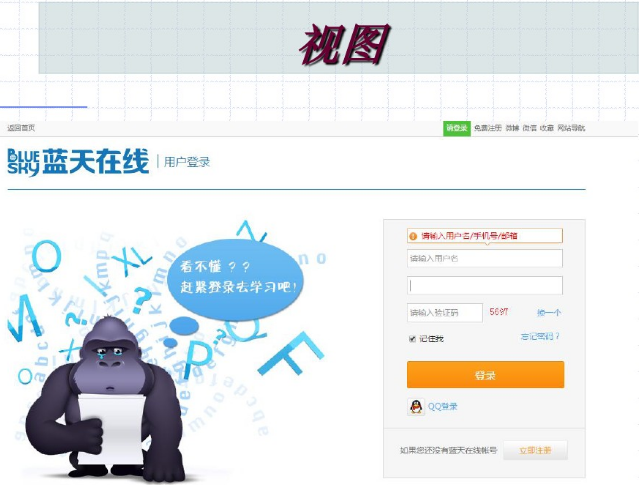 视图
返回首页
请登录 免费注册 微博 微信 收藏 网站导航
BLUE SKY 蓝天在线 用户登录
看不懂？？
赶紧登录去学习吧!
请输入用户名/手机号/邮箱
请输入用户名
请输入验证码 5697 换一个
记住我 忘记密码？
登录
QQ登录
如果您还没有蓝天在线帐号 立即注册